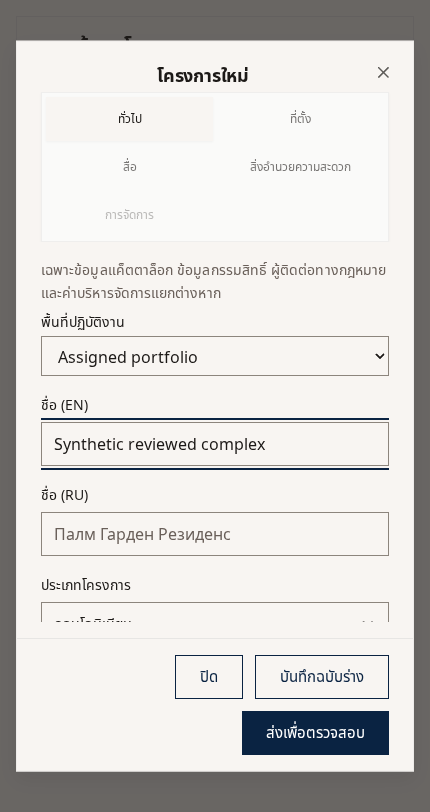 โครงการใหม่
ทั่วไป
ที่ตั้ง
สื่อ
สิ่งอำนวยความสะดวก
การจัดการ
เฉพาะข้อมูลแค็ตตาล็อก ข้อมูลกรรมสิทธิ์ ผู้ติดต่อทางกฎหมาย
และค่าบริหารจัดการแยกต่างหาก
พื้นที่ปฏิบัติงาน
Assigned portfolio
ชื่อ (EN)
Synthetic reviewed complex
ชื่อ (RU)
Палм Гарден Резиденс
ประเภทโครงการ
ปิด
บันทึกฉบับร่าง
ส่งเพื่อตรวจสอบ